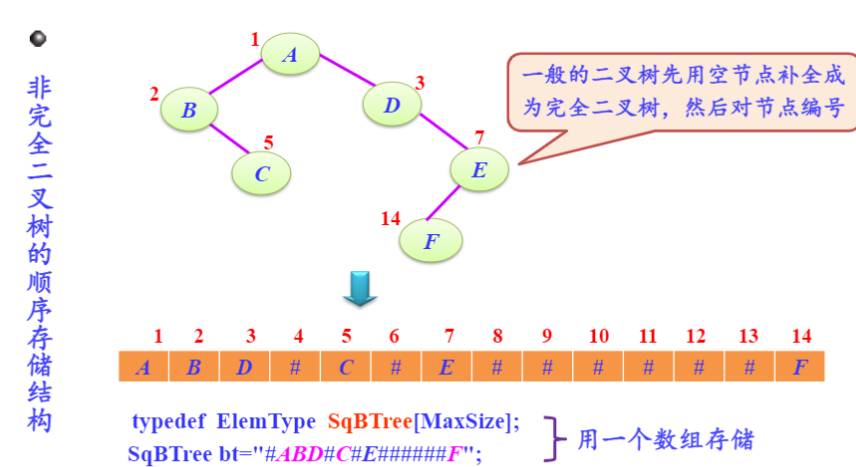 非完全二叉树的顺序存储结构
1
A
2
B
3
D
5
C
7
E
14
F
一般的二叉树先用空节点补全成
为完全二叉树，然后对节点编号
1 2 3 4 5 6 7 8 9 10 11 12 13 14
A B D # C # E # # # # # # F
typedef ElemType SqBTree[MaxSize];
SqBTree bt="#ABD#C#E######F";
用一个数组存储